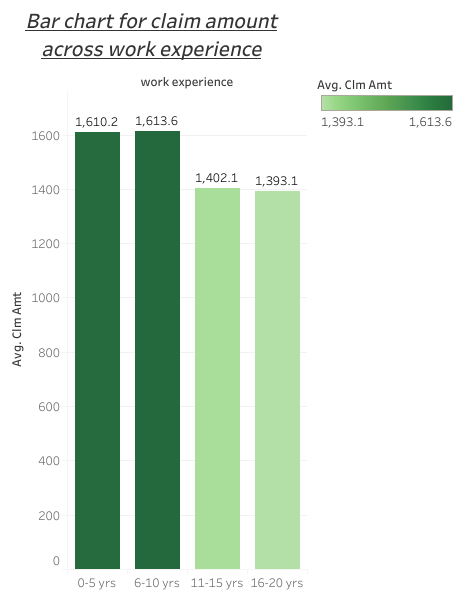 Bar chart for claim amount
across work experience
work experience
Avg. Clm Amt
1,393.1 1,613.6
Avg. Clm Amt
1600
1400
1200
1000
800
600
400
200
0
1,610.2 1,613.6 1,402.1 1,393.1
0-5 yrs 6-10 yrs 11-15 yrs 16-20 yrs